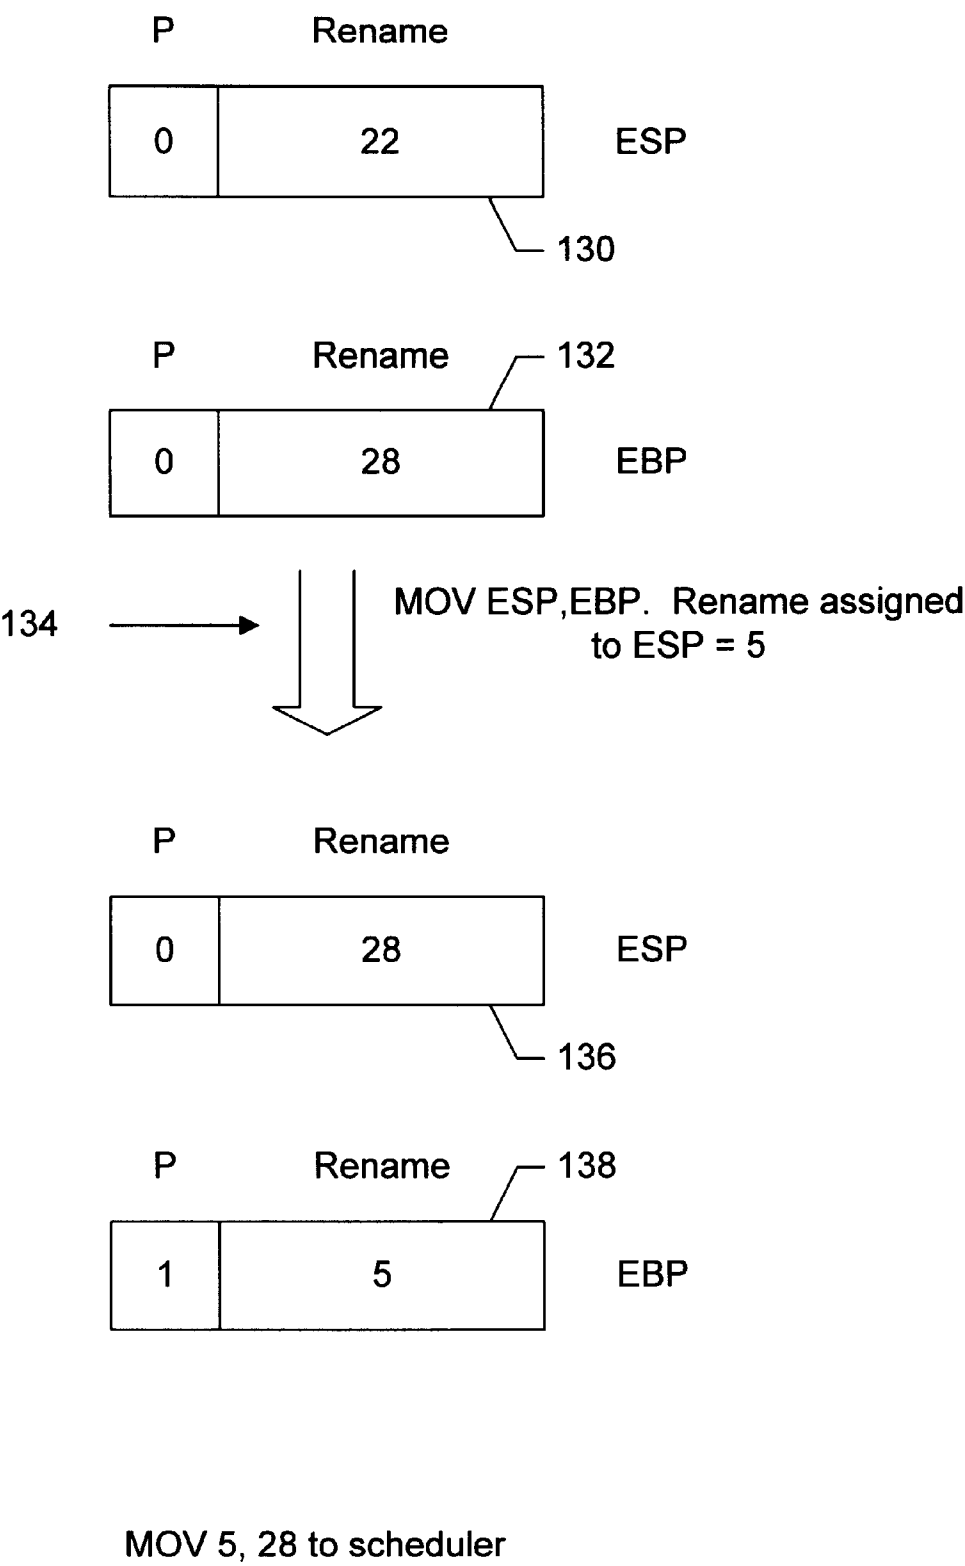 P Rename
0 22 ESP
130
P Rename 132
0 28 EBP
134
MOV ESP,EBP. Rename assigned
to ESP = 5
P Rename
0 28 ESP
136
P Rename 138
1 5 EBP
MOV 5, 28 to scheduler